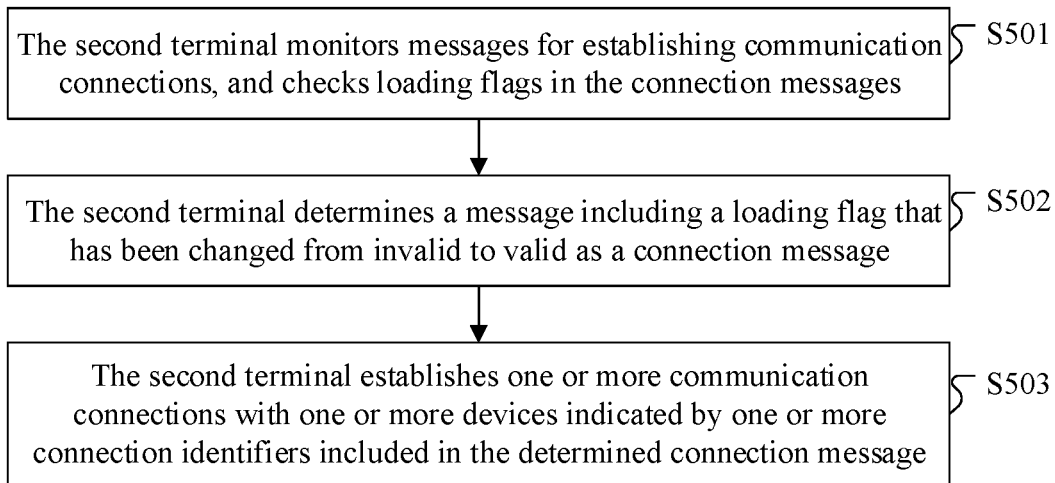 The second terminal monitors messages for establishing communication
connections, and checks loading flags in the connection messages
S501
The second terminal determines a message including a loading flag that
has been changed from invalid to valid as a connection message
S502
The second terminal establishes one or more communication
connections with one or more devices indicated by one or more
connection identifiers included in the determined connection message
S503